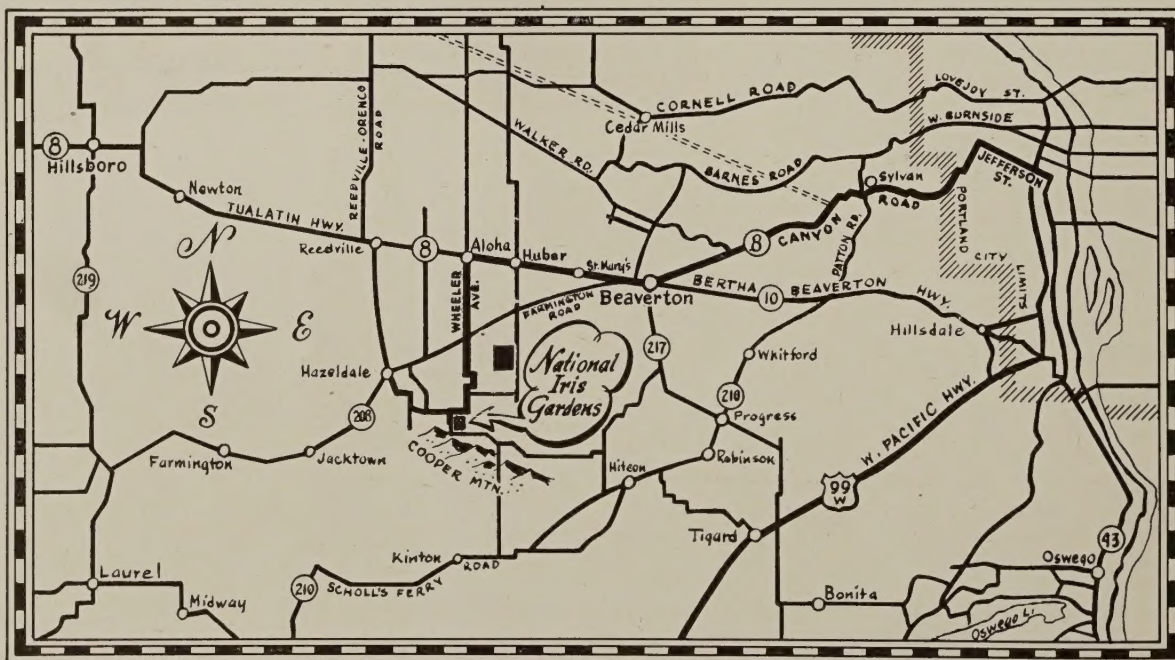 LOVEJOY ST.
CORNELL ROAD
Cedar Mills
W. BURNSIDE
8
Hillsboro
REEDVILLE-ORENCO
ROAD
WALKER RD.
BARNES ROAD
Sylvan
JEFFERSON
ST.
Newton
TUALATIN HWY.
CANYON ROAD
8
PATTON RD.
PORTLAND
CITY
LIMITS
Reedville
8
Aloha
Huber
St. Mary's
Beaverton
BERTHA
10
BEAVERTON
HWY.
Hillsdale
N
W
E
S
219
WHEELER
AVE.
FARMINGTON
ROAD
National
Iris
Gardens
217
Whitford
210
Progress
Robinson
Hiteon
Hazeldale
208
Farmington
Jacktown
COOPER MTN.
W. PACIFIC HWY.
99
W
Tigard
Kinton
ROAD
SCHOLL'S FERRY
210
Laurel
Midway
Bonita
Oswego
43
Oswego L.